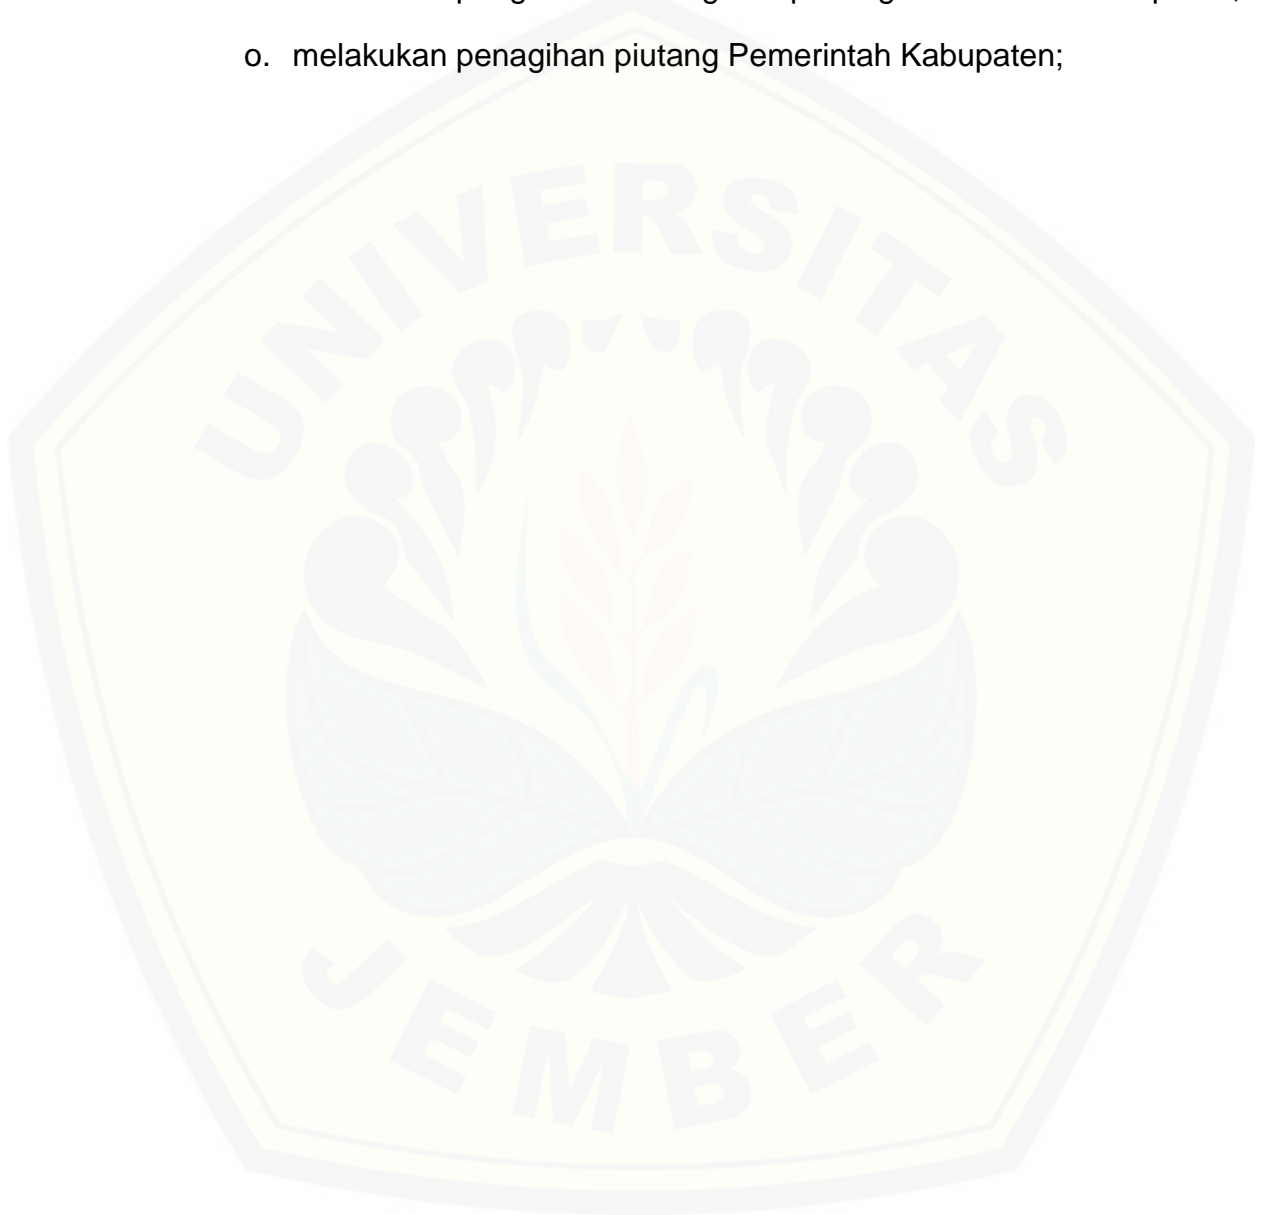 o. melakukan penagihan piutang Pemerintah Kabupaten;
UNIVERSITAS
JEMBER